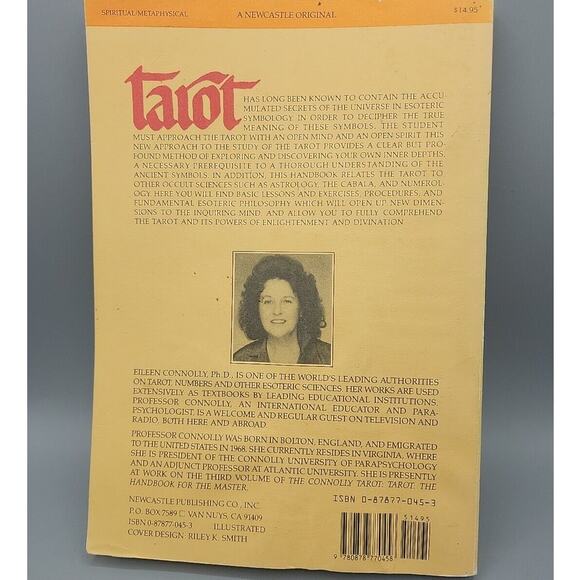 SPIRITUAL/METAPHYSICAL A NEWCASTLE ORIGINAL $14.95
tarot HAS LONG BEEN KNOWN TO CONTAIN THE ACCU-
MULATED SECRETS OF THE UNIVERSE IN ESOTERIC
SYMBOLOGY. IN ORDER TO DECIPHER THE TRUE
MEANING OF THESE SYMBOLS, THE STUDENT
MUST APPROACH THE TAROT WITH AN OPEN MIND AND AN OPEN SPIRIT. THIS
NEW APPROACH TO THE STUDY OF THE TAROT PROVIDES A CLEAR BUT PRO-
FOUND METHOD OF EXPLORING AND DISCOVERING YOUR OWN INNER DEPTHS,
A NECESSARY PREREQUISITE TO A THOROUGH UNDERSTANDING OF THE
ANCIENT SYMBOLS. IN ADDITION, THIS HANDBOOK RELATES THE TAROT TO
OTHER OCCULT SCIENCES SUCH AS ASTROLOGY, THE CABALA, AND NUMEROL-
OGY. HERE YOU WILL FIND BASIC LESSONS AND EXERCISES, PROCEDURES, AND
FUNDAMENTAL ESOTERIC PHILOSOPHY WHICH WILL OPEN UP NEW DIMEN-
SIONS TO THE INQUIRING MIND, AND ALLOW YOU TO FULLY COMPREHEND
THE TAROT AND ITS POWERS OF ENLIGHTENMENT AND DIVINATION.
EILEEN CONNOLLY, Ph.D., IS ONE OF THE WORLD'S LEADING AUTHORITIES
ON TAROT, NUMBERS AND OTHER ESOTERIC SCIENCES. HER WORKS ARE USED
EXTENSIVELY AS TEXTBOOKS BY LEADING EDUCATIONAL INSTITUTIONS.
PROFESSOR CONNOLLY, AN INTERNATIONAL EDUCATOR AND PARA-
PSYCHOLOGIST, IS A WELCOME AND REGULAR GUEST ON TELEVISION AND
RADIO, BOTH HERE AND ABROAD.
PROFESSOR CONNOLLY WAS BORN IN BOLTON, ENGLAND, AND EMIGRATED
TO THE UNITED STATES IN 1968. SHE CURRENTLY RESIDES IN VIRGINIA, WHERE
SHE IS PRESIDENT OF THE CONNOLLY UNIVERSITY OF PARAPSYCHOLOGY
AND AN ADJUNCT PROFESSOR AT ATLANTIC UNIVERSITY. SHE IS PRESENTLY
AT WORK ON THE THIRD VOLUME OF THE CONNOLLY TAROT: TAROT: THE
HANDBOOK FOR THE MASTER.
NEWCASTLE PUBLISHING CO., INC.
P.O. BOX 7589 □ VAN NUYS, CA 91409
ISBN 0-87877-045-3 ILLUSTRATED
COVER DESIGN: RILEY K. SMITH
ISBN 0-87877-045-3
51495
9 780878 770458